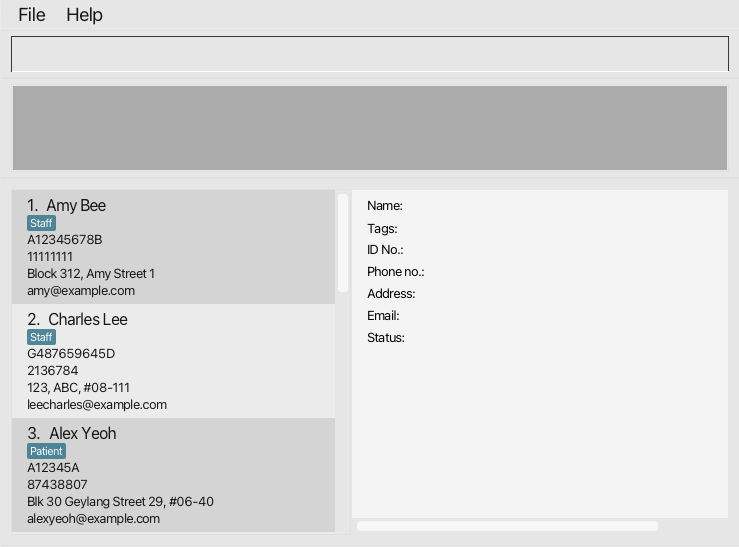 File Help
1. Amy Bee
Staff
A12345678B
11111111
Block 312, Amy Street 1
amy@example.com
2. Charles Lee
Staff
G487659645D
2136784
123, ABC, #08-111
leecharles@example.com
3. Alex Yeoh
Patient
A12345A
87438807
Blk 30 Geylang Street 29, #06-40
alexyeoh@example.com
Name:
Tags:
ID No.:
Phone no.:
Address:
Email:
Status: